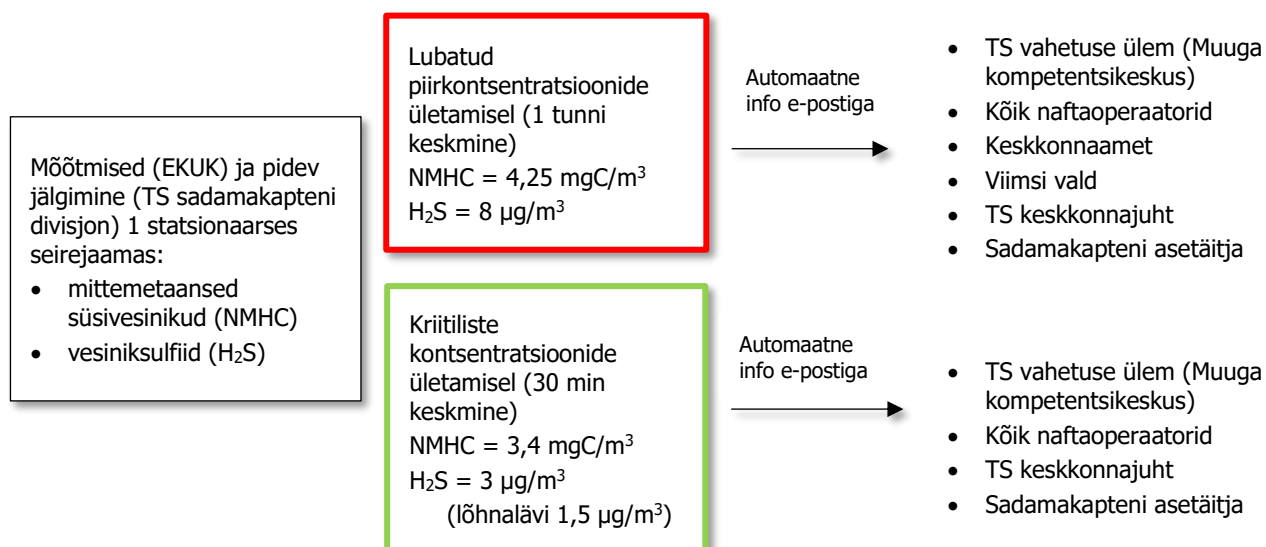 Mõõtmised (EKUK) ja pidev
jälgimine (TS sadamakapteni
divisjon) 1 statsionaarses
seirejaamas:
• mittemetaansed
süsivesinikud (NMHC)
• vesiniksulfiid (H₂S)
Lubatud
piirkontsentratsioonide
ületamisel (1 tunni
keskmine)
NMHC = 4,25 mgC/m³
H₂S = 8 µg/m³
Automaatne
info e-postiga
• TS vahetuse ülem (Muuga
kompetentsikeskus)
• Kõik naftaoperaatorid
• Keskkonnaamet
• Viimsi vald
• TS keskkonnajuht
• Sadamakapteni asetäitja
Kriitiliste
kontsentratsioonide
ületamisel (30 min
keskmine)
NMHC = 3,4 mgC/m³
H₂S = 3 µg/m³
(lõhnalävi 1,5 µg/m³)
Automaatne
info e-postiga
• TS vahetuse ülem (Muuga
kompetentsikeskus)
• Kõik naftaoperaatorid
• TS keskkonnajuht
• Sadamakapteni asetäitja